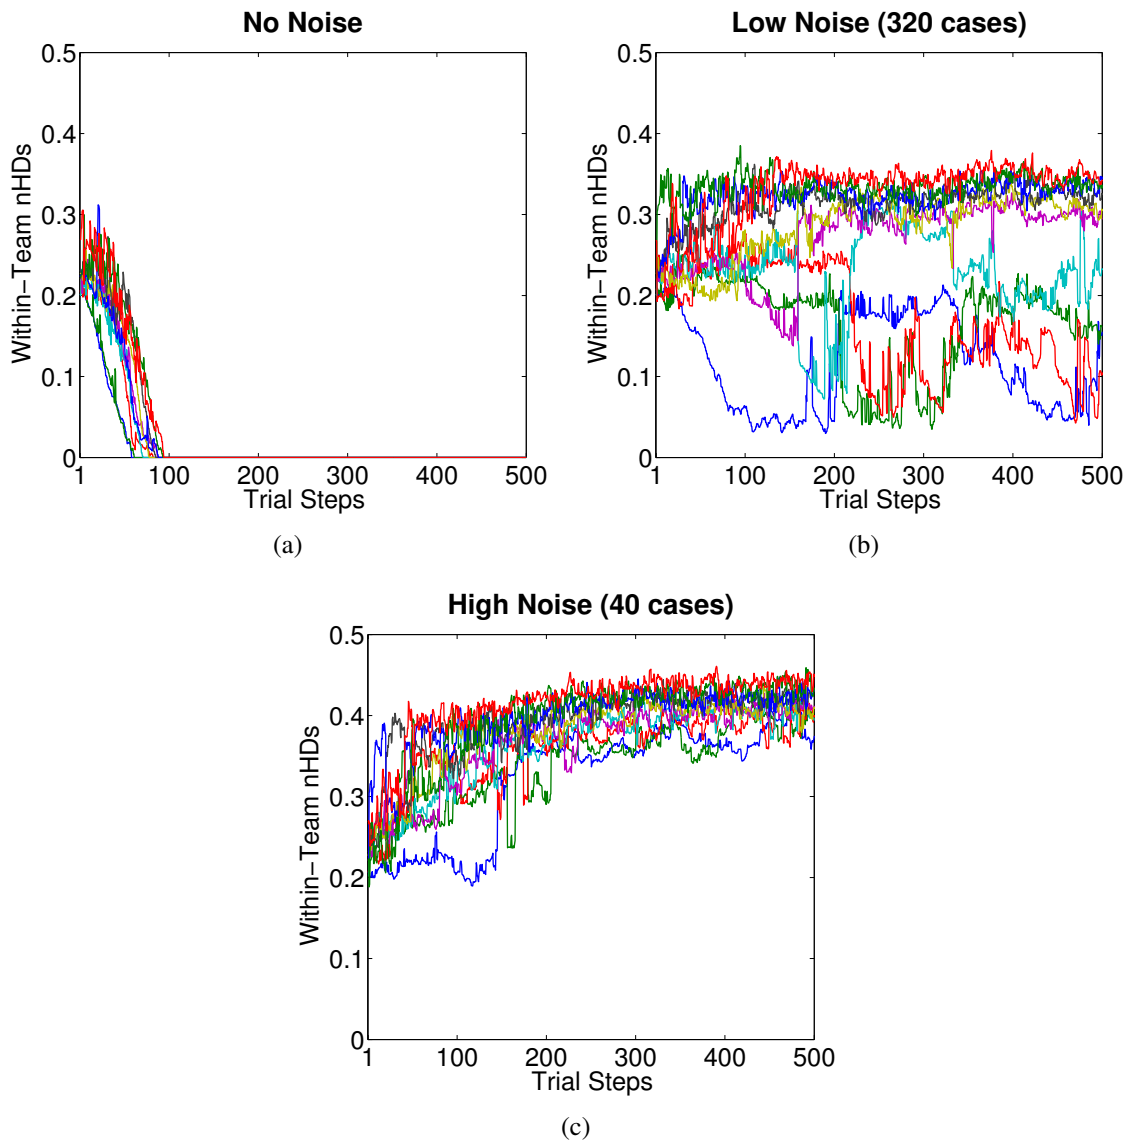 No Noise
0.5
0.4
0.3
0.2
0.1
0
Within-Team nHDs
1 100 200 300 400 500
Trial Steps
(a)
Low Noise (320 cases)
0.5
0.4
0.3
0.2
0.1
0
Within-Team nHDs
1 100 200 300 400 500
Trial Steps
(b)
High Noise (40 cases)
0.5
0.4
0.3
0.2
0.1
0
Within-Team nHDs
1 100 200 300 400 500
Trial Steps
(c)